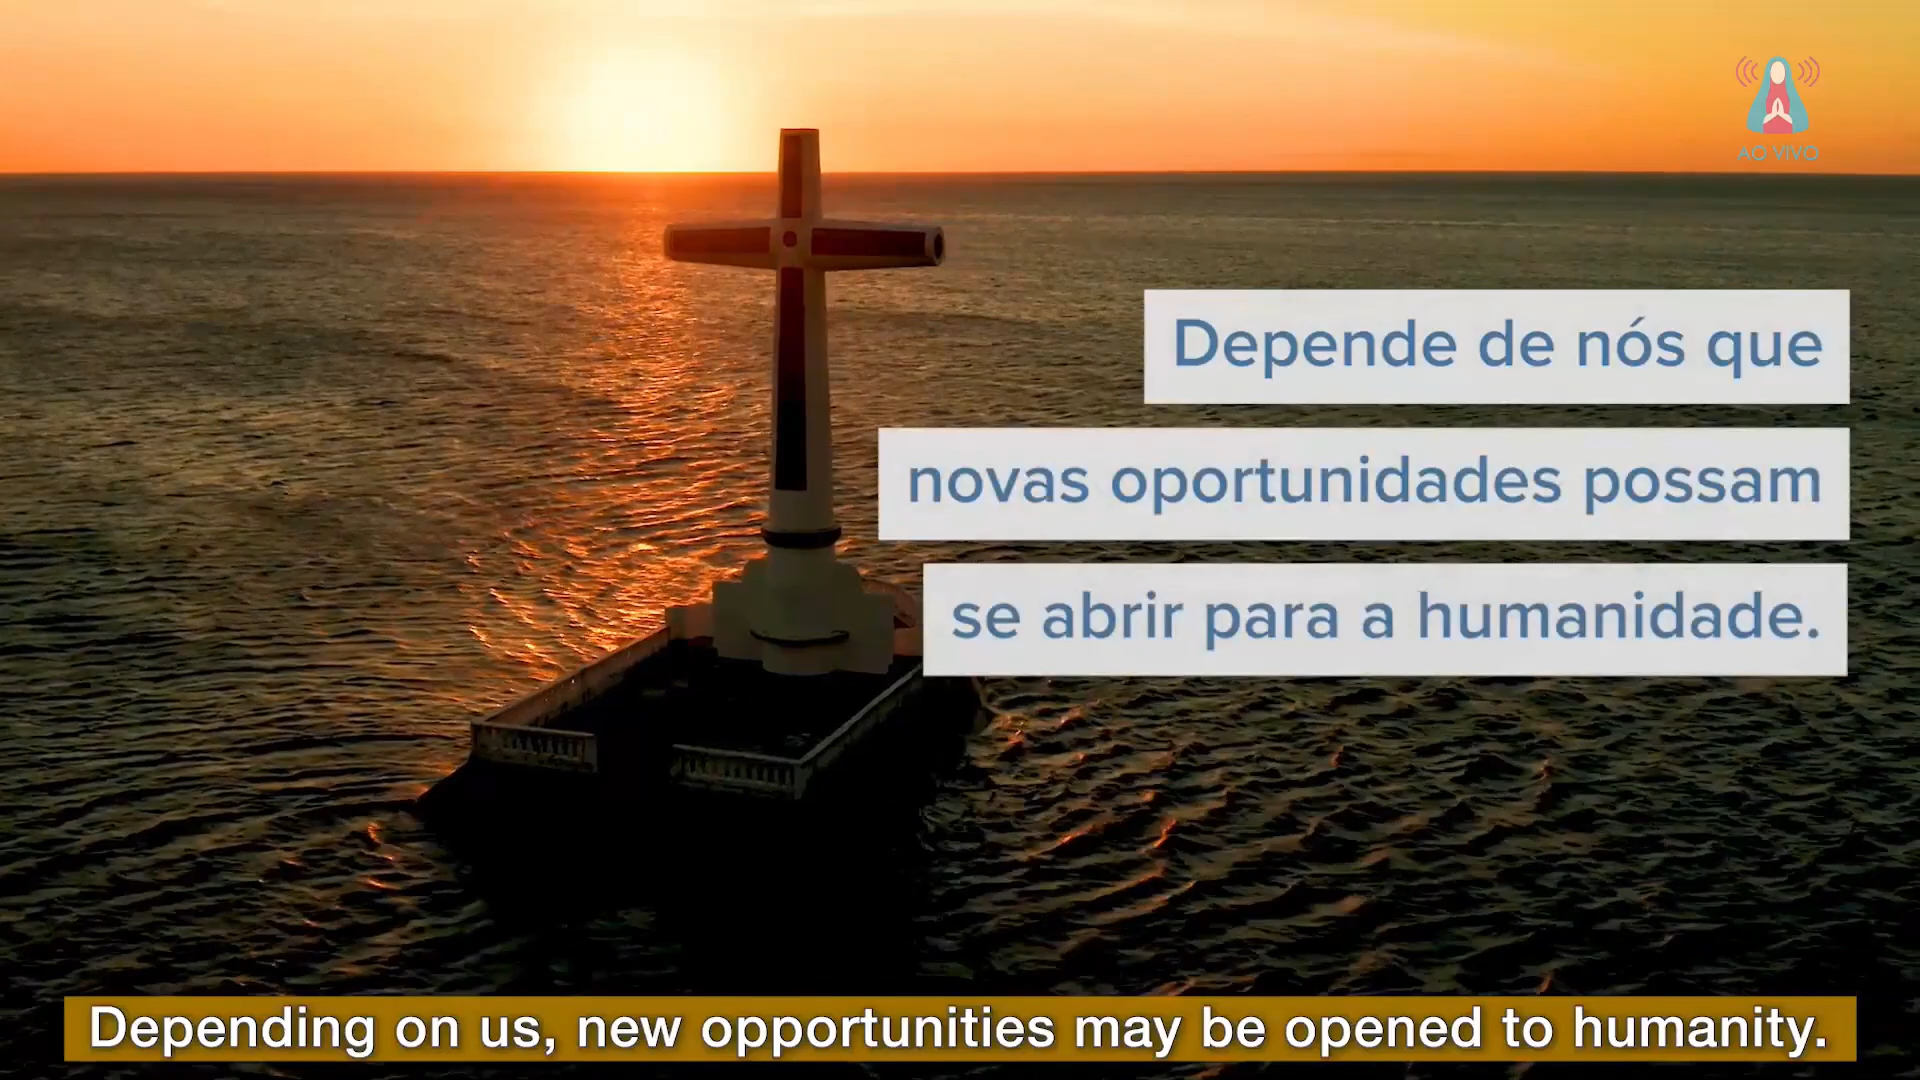 AO VIVO
Depende de nós que
novas oportunidades possam
se abrir para a humanidade.
Depending on us, new opportunities may be opened to humanity.